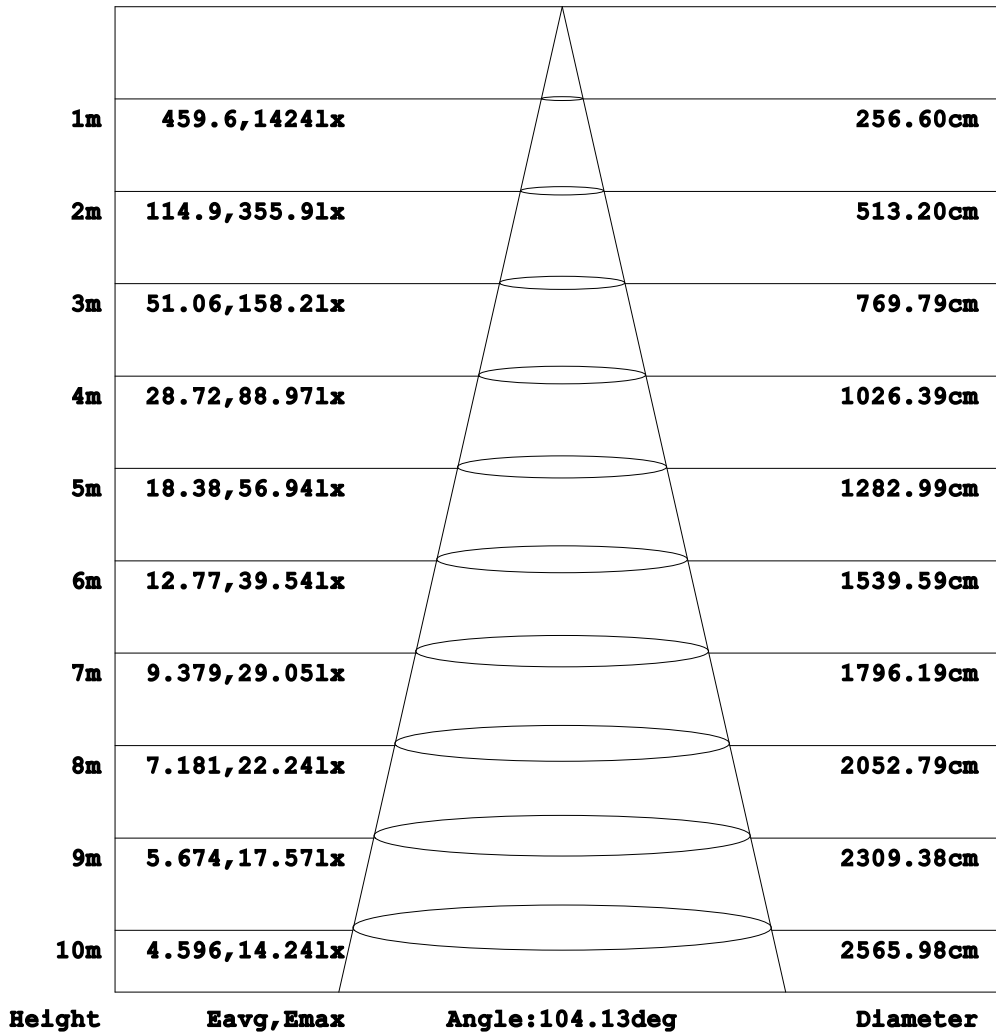 1m 459.6,1424lx 256.60cm
2m 114.9,355.9lx 513.20cm
3m 51.06,158.2lx 769.79cm
4m 28.72,88.97lx 1026.39cm
5m 18.38,56.94lx 1282.99cm
6m 12.77,39.54lx 1539.59cm
7m 9.379,29.05lx 1796.19cm
8m 7.181,22.24lx 2052.79cm
9m 5.674,17.57lx 2309.38cm
10m 4.596,14.24lx 2565.98cm
Height Eavg,Emax Angle:104.13deg Diameter